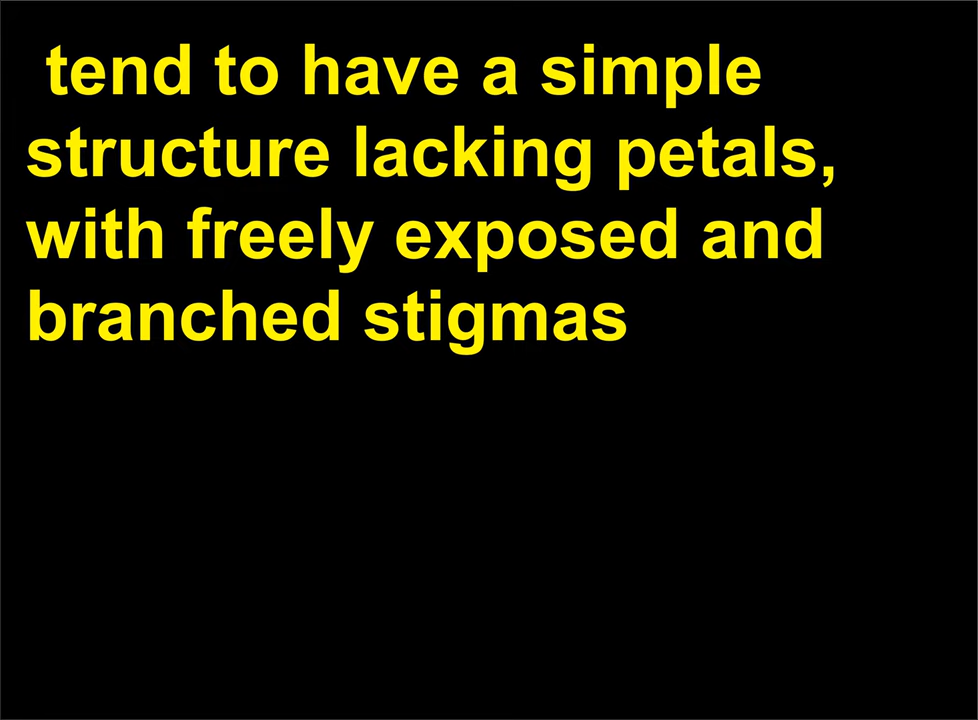 tend to have a simple
structure lacking petals,
with freely exposed and
branched stigmas